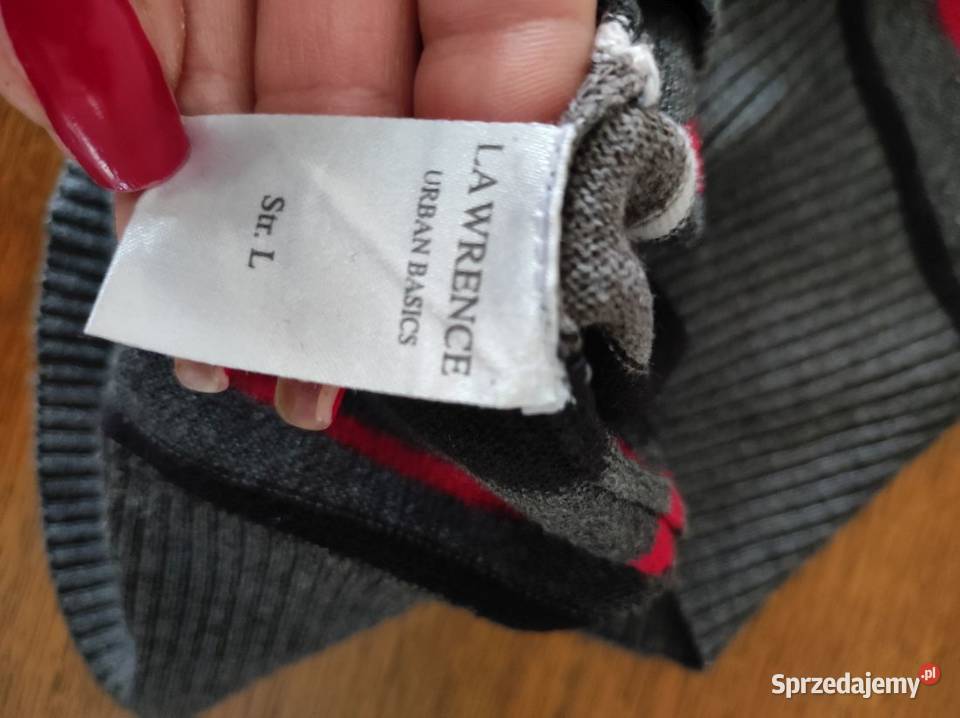 LAWRENCE
URBAN BASICS
Str. L
Sprzedajemy.pl